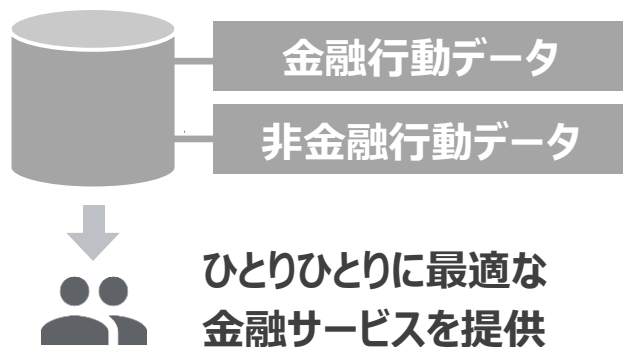 金融行動データ
非金融行動データ
ひとりひとりに最適な
金融サービスを提供